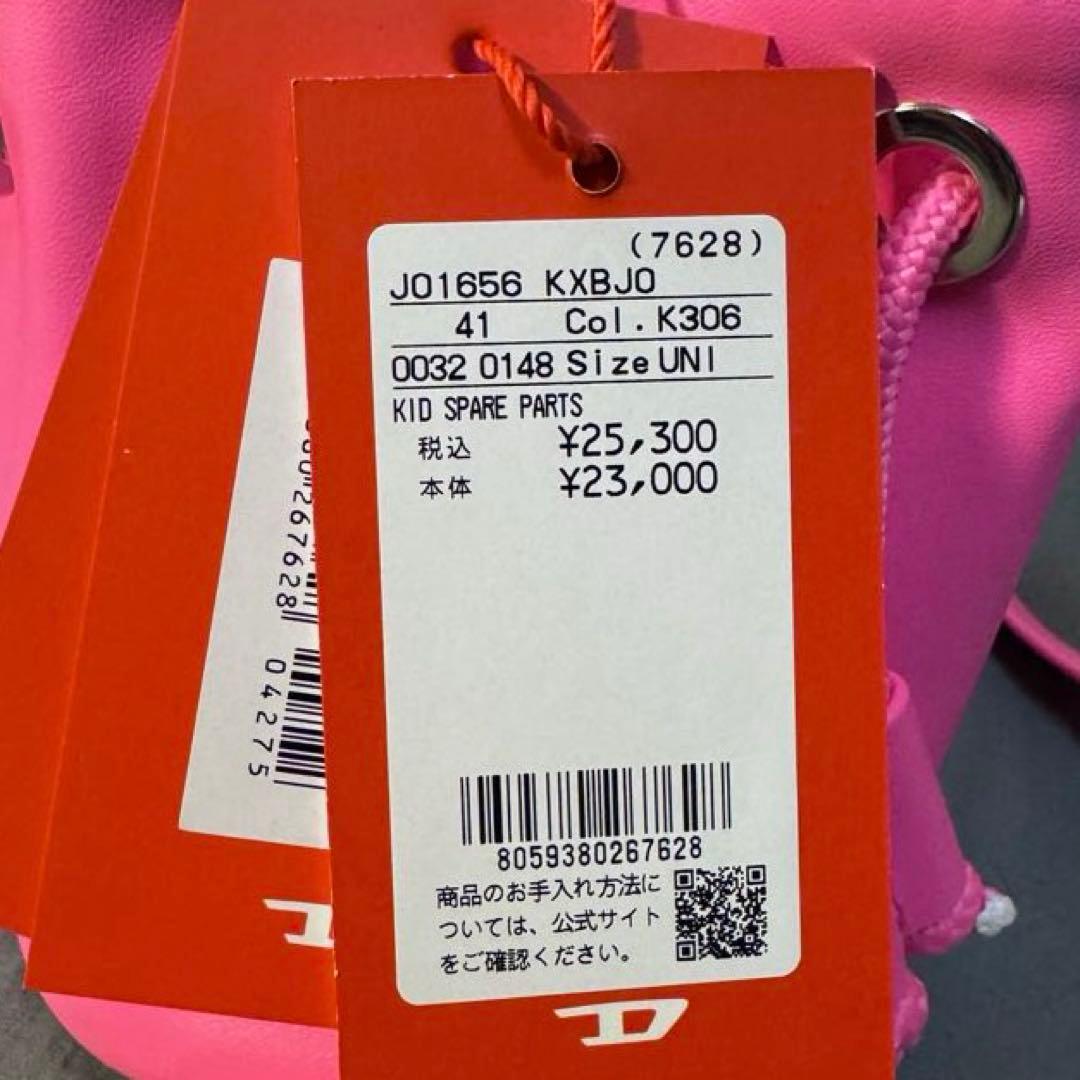 (7628)
J01656 KXBJ0
41 Col.K306
0032 0148 Size UNI
KID SPARE PARTS
税込 ¥25,300
本体 ¥23,000
8059380267628
商品のお手入れ方法に
ついては、公式サイト
をご確認ください。
267628
04275